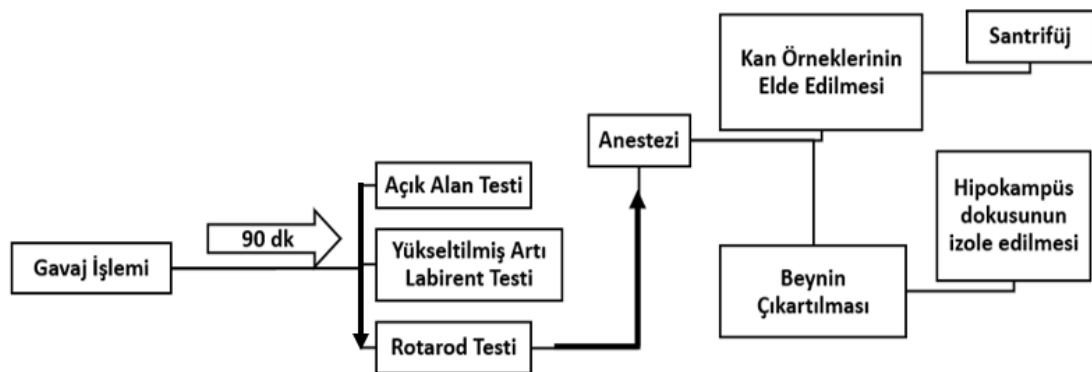 Gavaj İşlemi
90 dk
Açık Alan Testi
Yükseltilmiş Artı
Labirent Testi
Rotarod Testi
Anestezi
Kan Örneklerinin
Elde Edilmesi
Santrifüj
Beynin
Çıkartılması
Hipokampüs
dokusunun
izole edilmesi